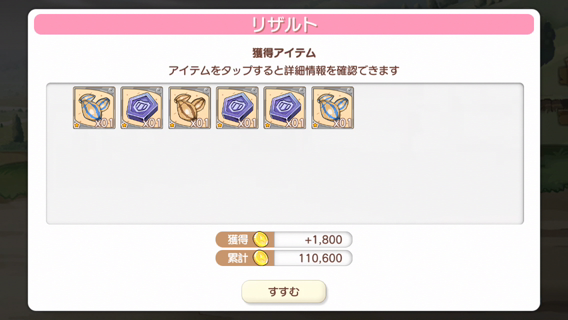 リザルト
獲得アイテム
アイテムをタップすると詳細情報を確認できます
x01 x01 x01 x01 x01 x01
獲得 +1,800
累計 110,600
すすむ